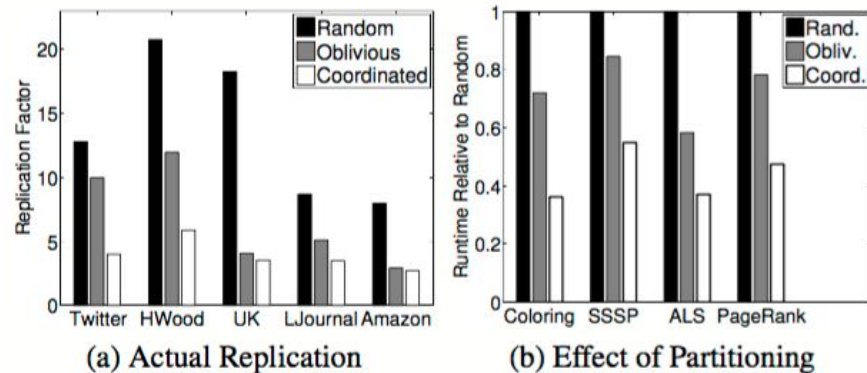 Replication Factor
20
15
10
5
0
Random
Oblivious
Coordinated
Twitter HWood UK LJournal Amazon
(a) Actual Replication
Runtime Relative to Random
1
0.8
0.6
0.4
0.2
0
Rand.
Obliv.
Coord.
Coloring SSSP ALS PageRank
(b) Effect of Partitioning